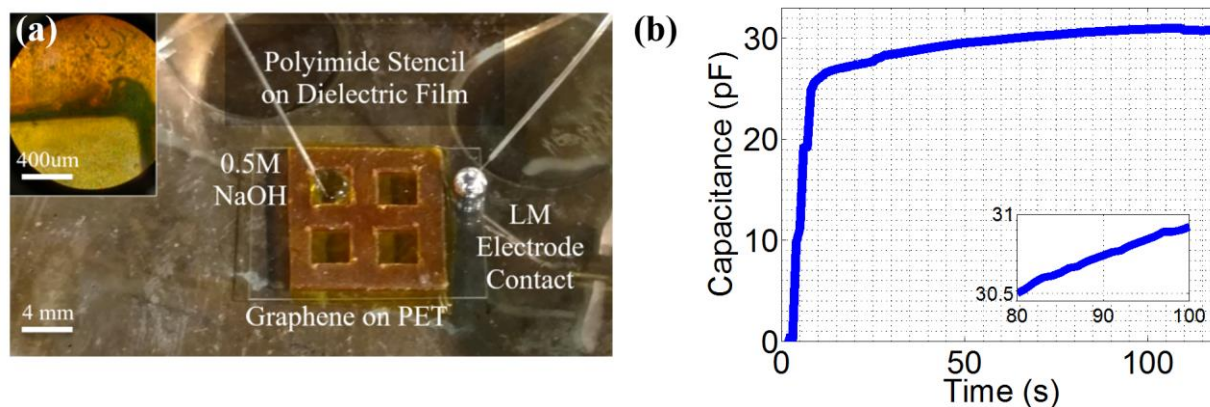 (a)
Polyimide Stencil
on Dielectric Film
400um
0.5M
NaOH
LM
Electrode
Contact
4 mm
Graphene on PET
(b)
Capacitance (pF)
30
20
10
0
0
50
100
Time (s)
31
30.5
80
90
100